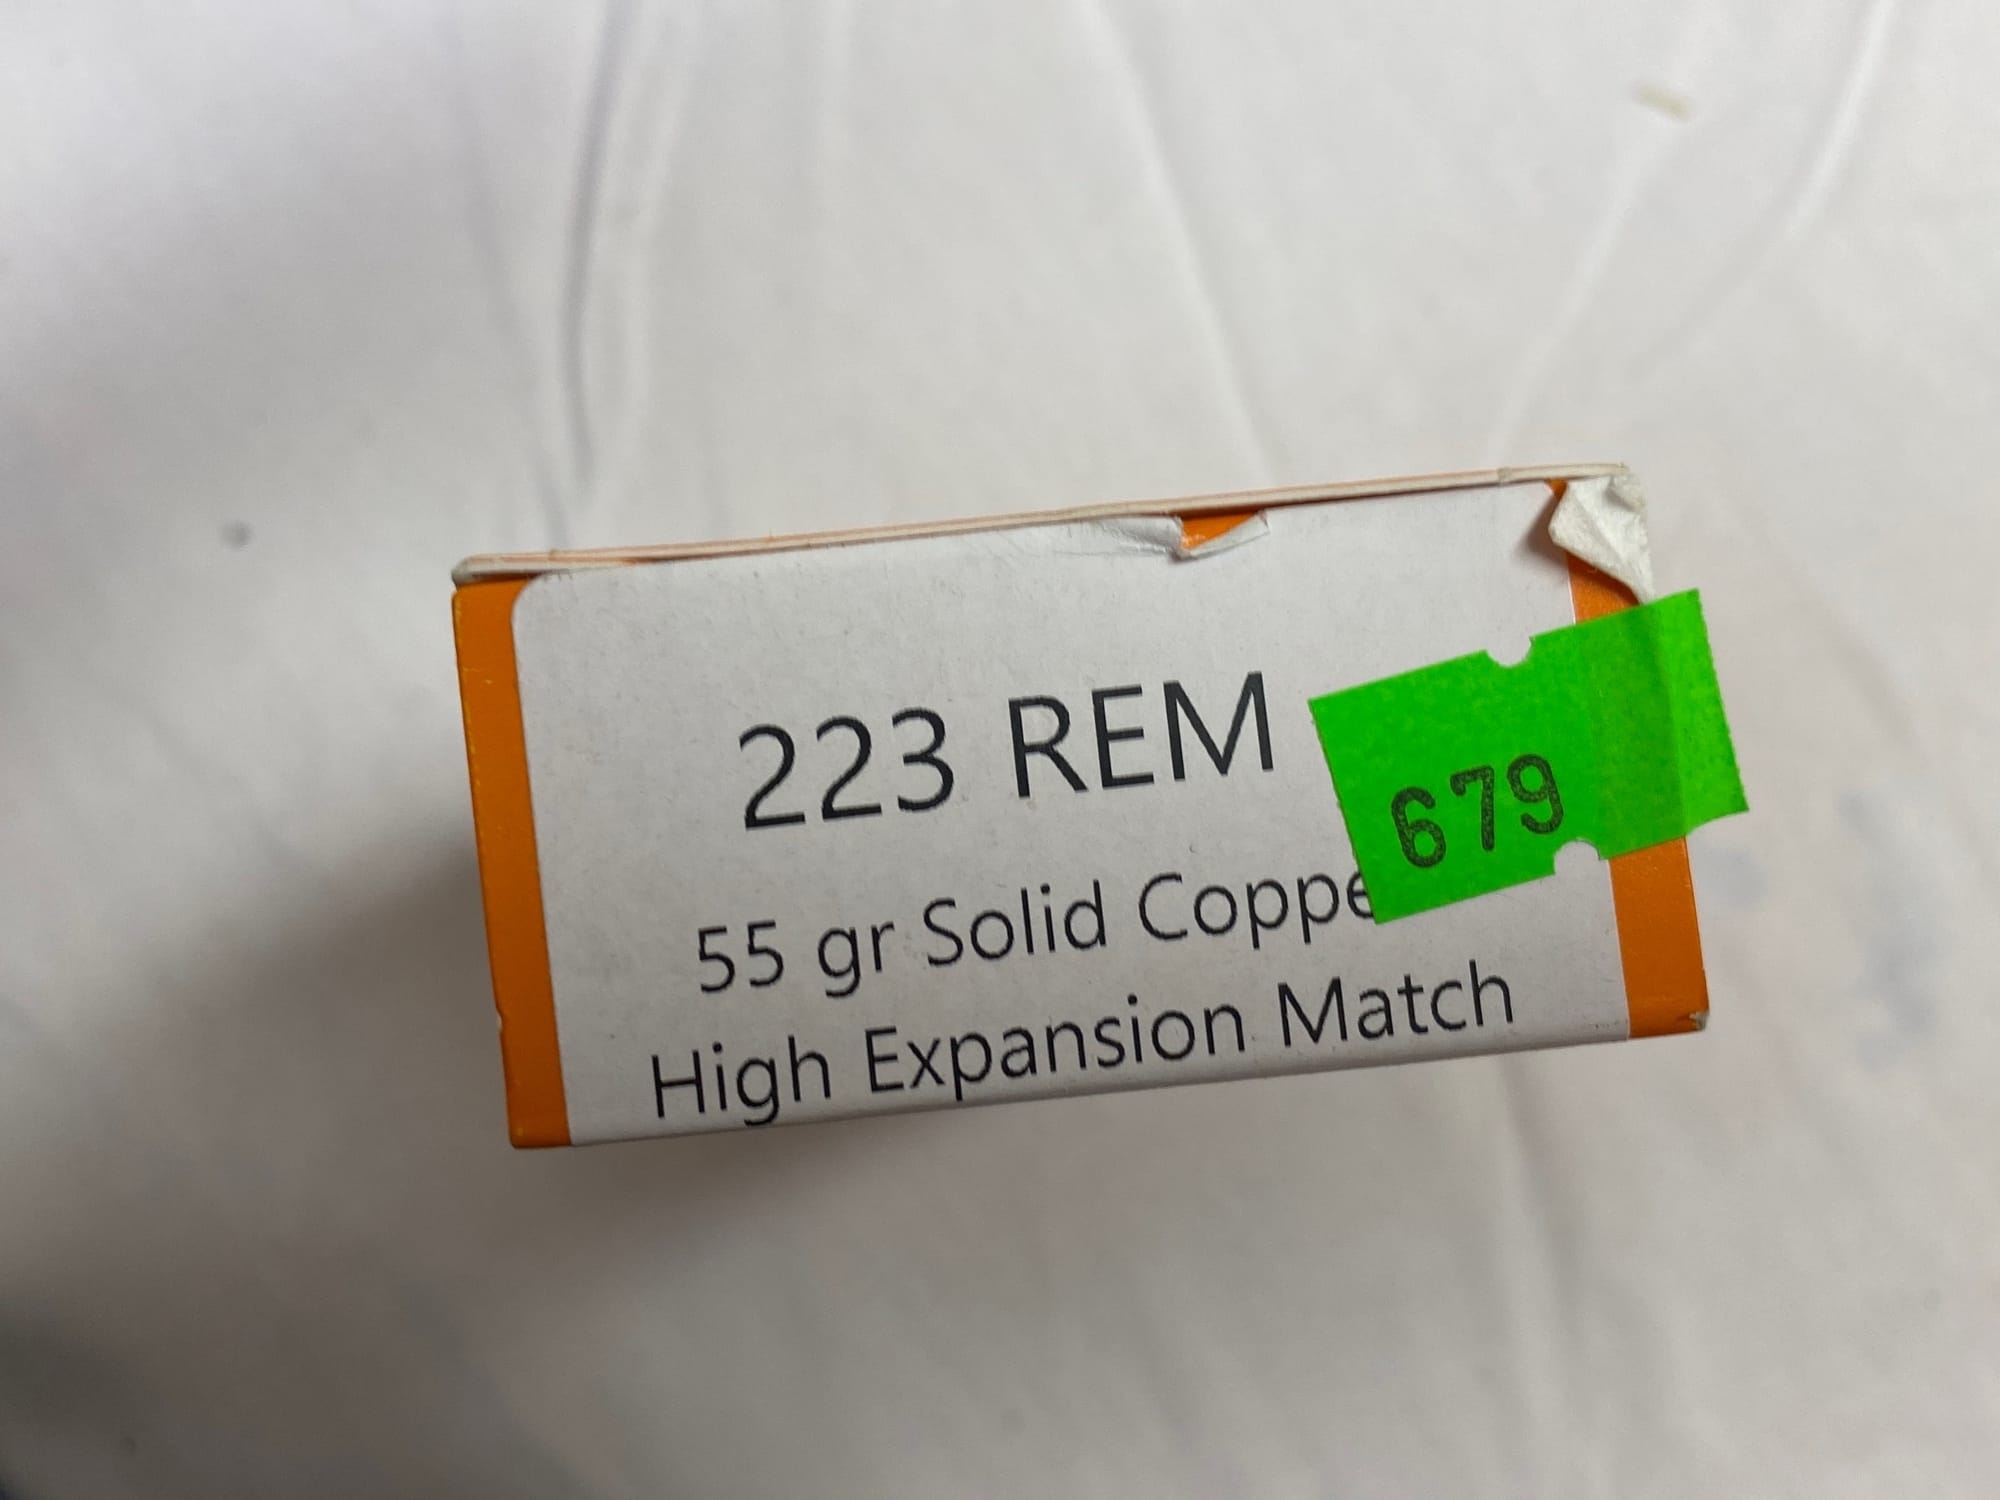 223 REM
679
55 gr Solid Coppe
High Expansion Match